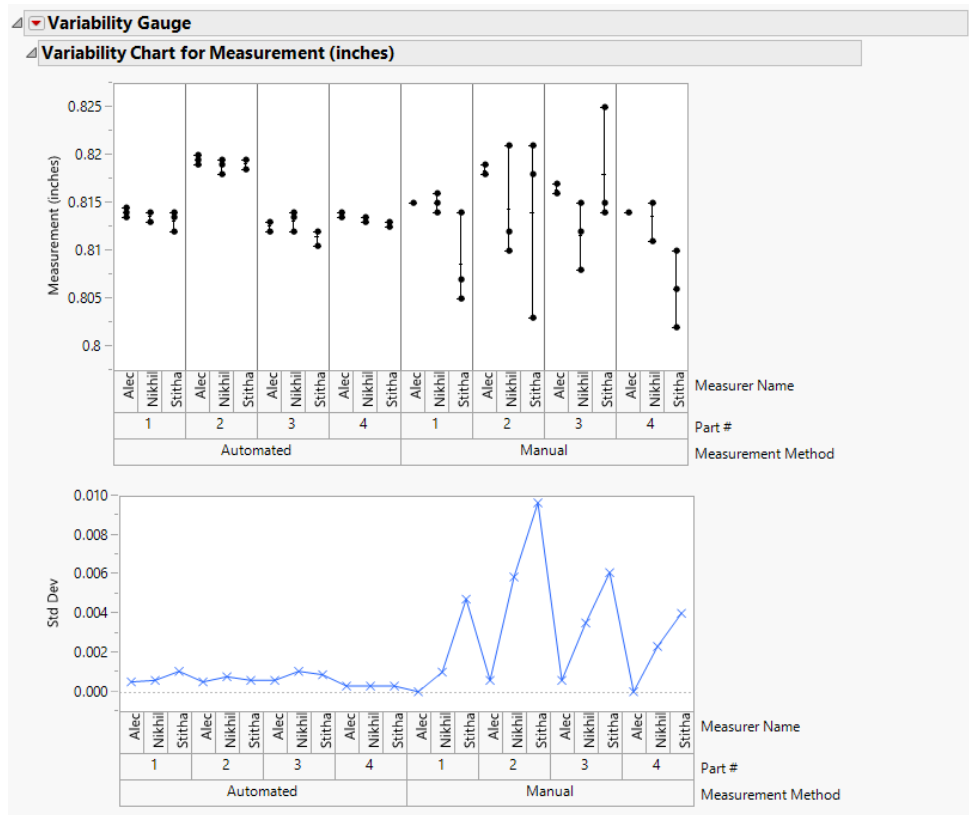 Variability Gauge
Variability Chart for Measurement (inches)
Measurement (inches)
0.825
0.82
0.815
0.81
0.805
0.8
Alec Nikhil Stitha Alec Nikhil Stitha Alec Nikhil Stitha Alec Nikhil Stitha Alec Nikhil Stitha Alec Nikhil Stitha Alec Nikhil Stitha Alec Nikhil Stitha Measurer Name
1 2 3 4 1 2 3 4 Part #
Automated Manual Measurement Method
Std Dev
0.010
0.008
0.006
0.004
0.002
0.000
Alec Nikhil Stitha Alec Nikhil Stitha Alec Nikhil Stitha Alec Nikhil Stitha Alec Nikhil Stitha Alec Nikhil Stitha Alec Nikhil Stitha Alec Nikhil Stitha Measurer Name
1 2 3 4 1 2 3 4 Part #
Automated Manual Measurement Method